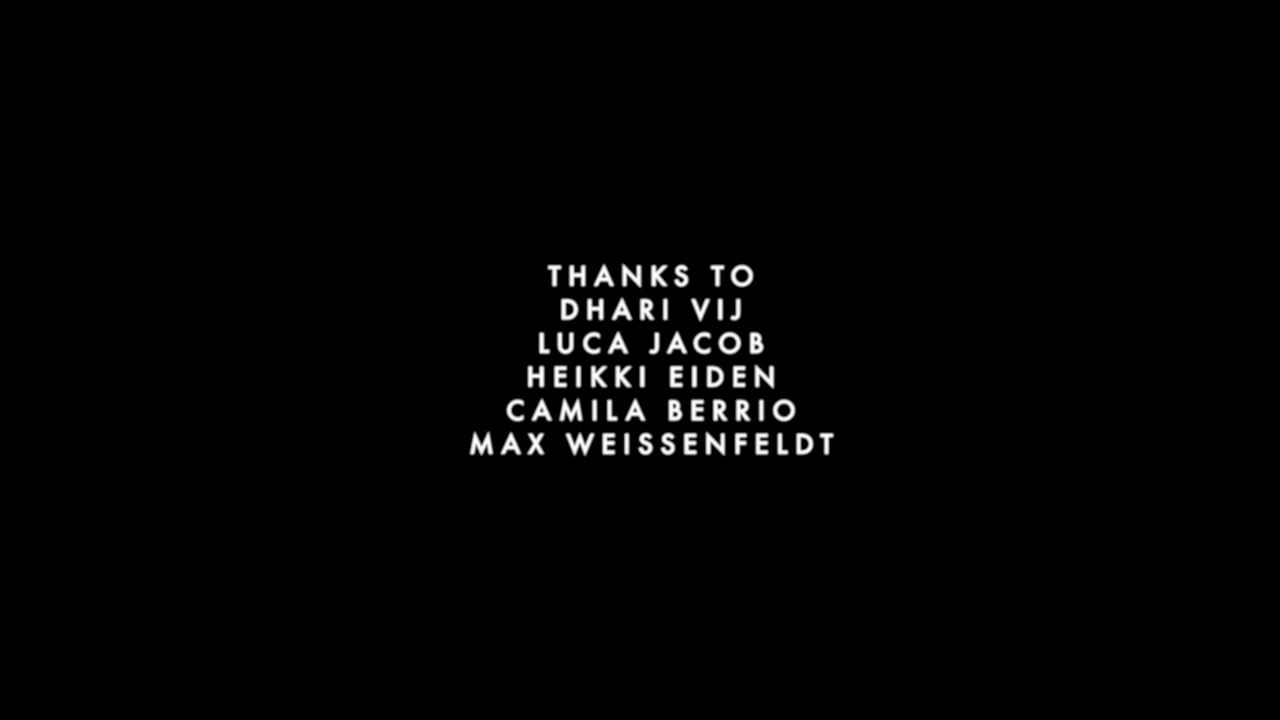 THANKS TO
DHARI VIJ
LUCA JACOB
HEIKKI EIDEN
CAMILA BERRIO
MAX WEISSENFELDT